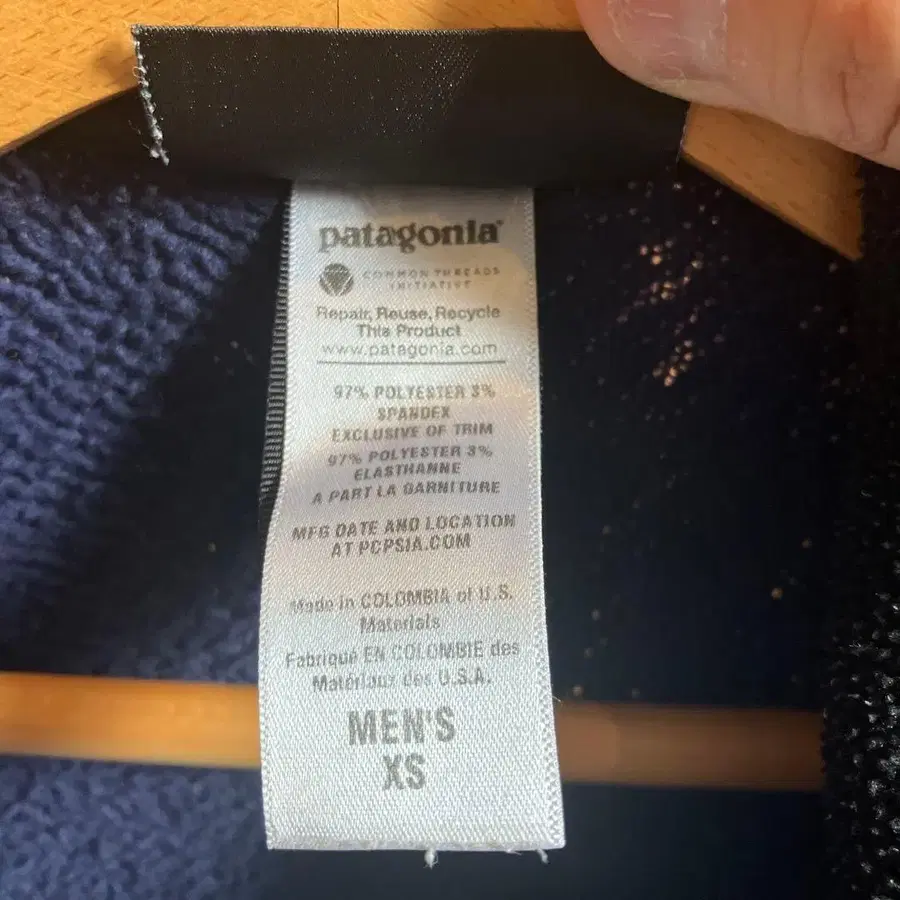 patagonia®
COMMON THREADS
INITIATIVE
Repair, Reuse, Recycle
This Product
www.patagonia.com
97% POLYESTER 3%
SPANDEX
EXCLUSIVE OF TRIM
97% POLYESTER 3%
ELASTHANNE
A PART LA GARNITURE
MFG DATE AND LOCATION
AT PCPSIA.COM
Made in COLOMBIA of U.S.
Materials
Fabriqué EN COLOMBIE des
Matériaux des U.S.A.
MEN'S
XS